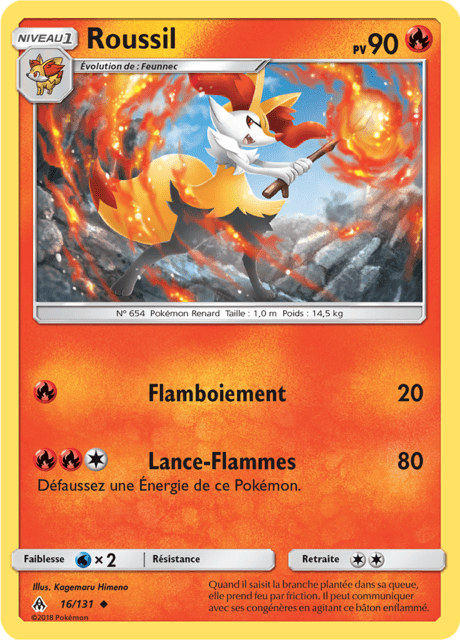 NIVEAU 1
Roussil
PV 90
Évolution de : Feunnec
N° 654 Pokémon Renard Taille : 1,0 m Poids : 14,5 kg
Flamboiement 20
Lance-Flammes 80
Défaussez une Énergie de ce Pokémon.
Faiblesse ×2 Résistance Retraite
Illus. Kagemaru Himeno
16/131
©2018 Pokémon
Quand il saisit la branche plantée dans sa queue,
elle prend feu par friction. Il peut communiquer
avec ses congénères en agitant ce bâton enflammé.